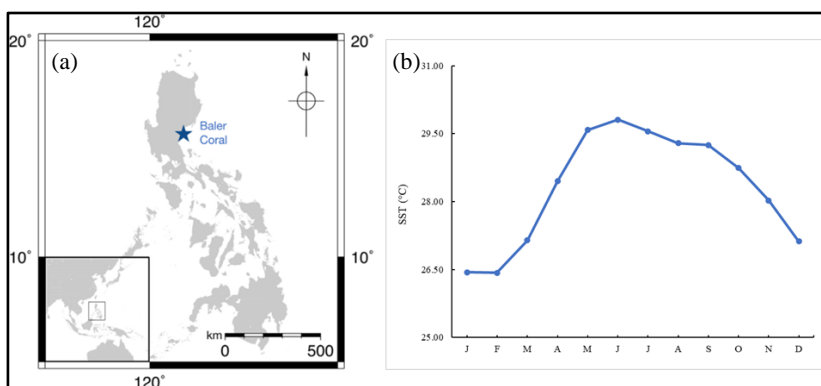 120°
20°
20°
(a)
N
Baler
Coral
10°
10°
km
0
500
120°
(b)
31.00
29.50
28.00
26.50
25.00
SST (°C)
J F M A M J J A S O N D